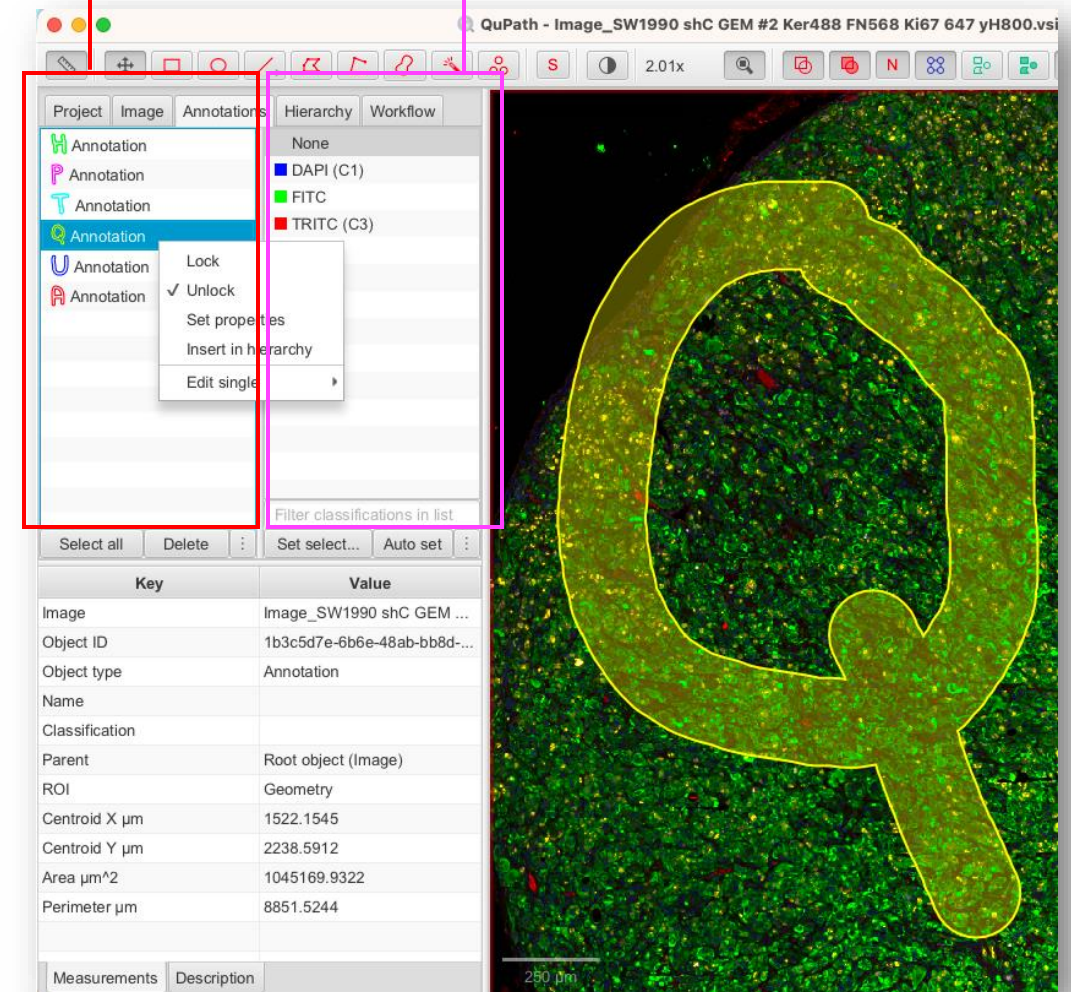 QuPath - Image_SW1990 shC GEM #2 Ker488 FN568 Ki67 647 yH800.vsi
S 2.01x N
Project Image Annotations Hierarchy Workflow
H Annotation
P Annotation
T Annotation
Q Annotation
U Annotation
A Annotation
None
DAPI (C1)
FITC
TRITC (C3)
Lock
✓ Unlock
Set properties
Insert in hierarchy
Edit single
Filter classifications in list
Select all Delete ⋮ Set select... Auto set ⋮
Key Value
Image Image_SW1990 shC GEM ...
Object ID 1b3c5d7e-6b6e-48ab-bb8d-...
Object type Annotation
Name
Classification
Parent Root object (Image)
ROI Geometry
Centroid X µm 1522.1545
Centroid Y µm 2238.5912
Area µm^2 1045169.9322
Perimeter µm 8851.5244
Measurements Description
250 µm